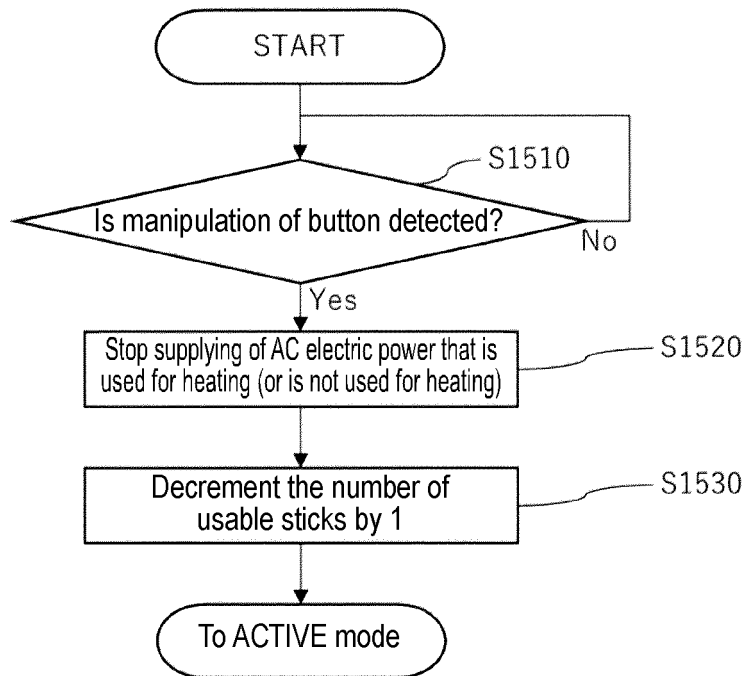 START
S1510
Is manipulation of button detected?
No
Yes
Stop supplying of AC electric power that is
used for heating (or is not used for heating)
S1520
Decrement the number of
usable sticks by 1
S1530
To ACTIVE mode